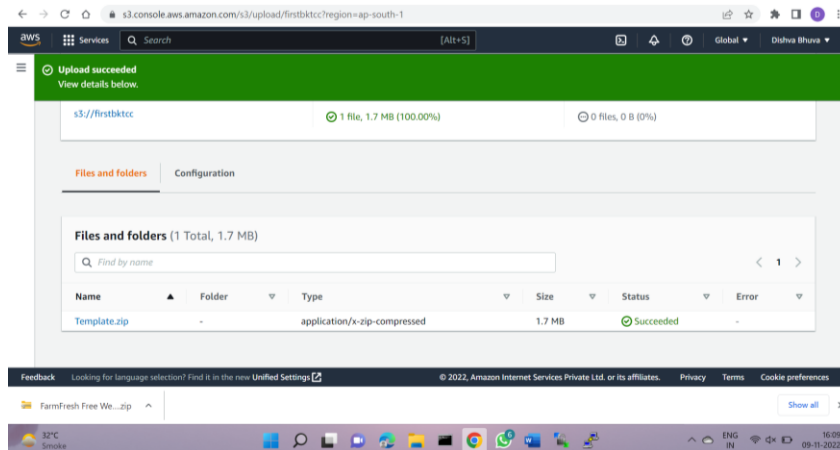 s3.console.aws.amazon.com/s3/upload/firstbktcc?region=ap-south-1
D
aws Services Search [Alt+S] Global Dishva Bhuva
Upload succeeded
View details below.
s3://firstbktcc 1 file, 1.7 MB (100.00%) 0 files, 0 B (0%)
Files and folders Configuration
Files and folders (1 Total, 1.7 MB)
Find by name
1
Name Folder Type Size Status Error
Template.zip - application/x-zip-compressed 1.7 MB Succeeded -
Feedback Looking for language selection? Find it in the new Unified Settings © 2022, Amazon Internet Services Private Ltd. or its affiliates. Privacy Terms Cookie preferences
FarmFresh Free We....zip Show all
32°C ENG 16:09
Smoke IN 09-11-2022